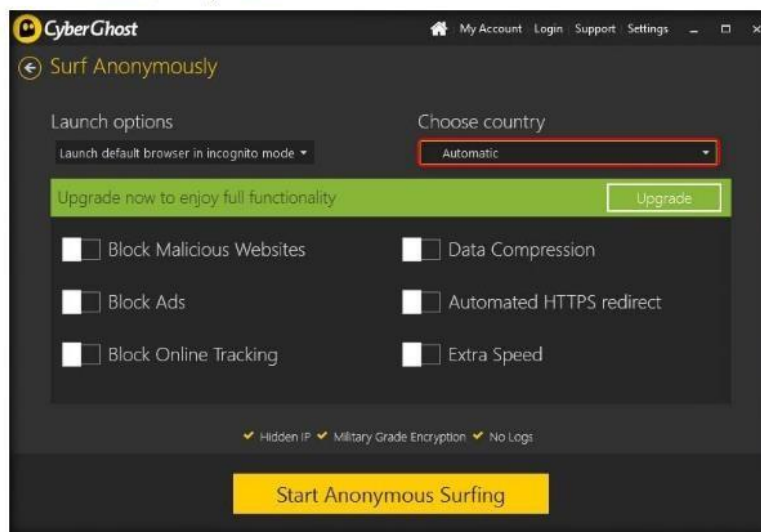 CyberGhost
My Account Login Support Settings
Surf Anonymously
Launch options
Choose country
Launch default browser in incognito mode
Automatic
Upgrade now to enjoy full functionality
Upgrade
Block Malicious Websites
Data Compression
Block Ads
Automated HTTPS redirect
Block Online Tracking
Extra Speed
Hidden IP Military Grade Encryption No Logs
Start Anonymous Surfing